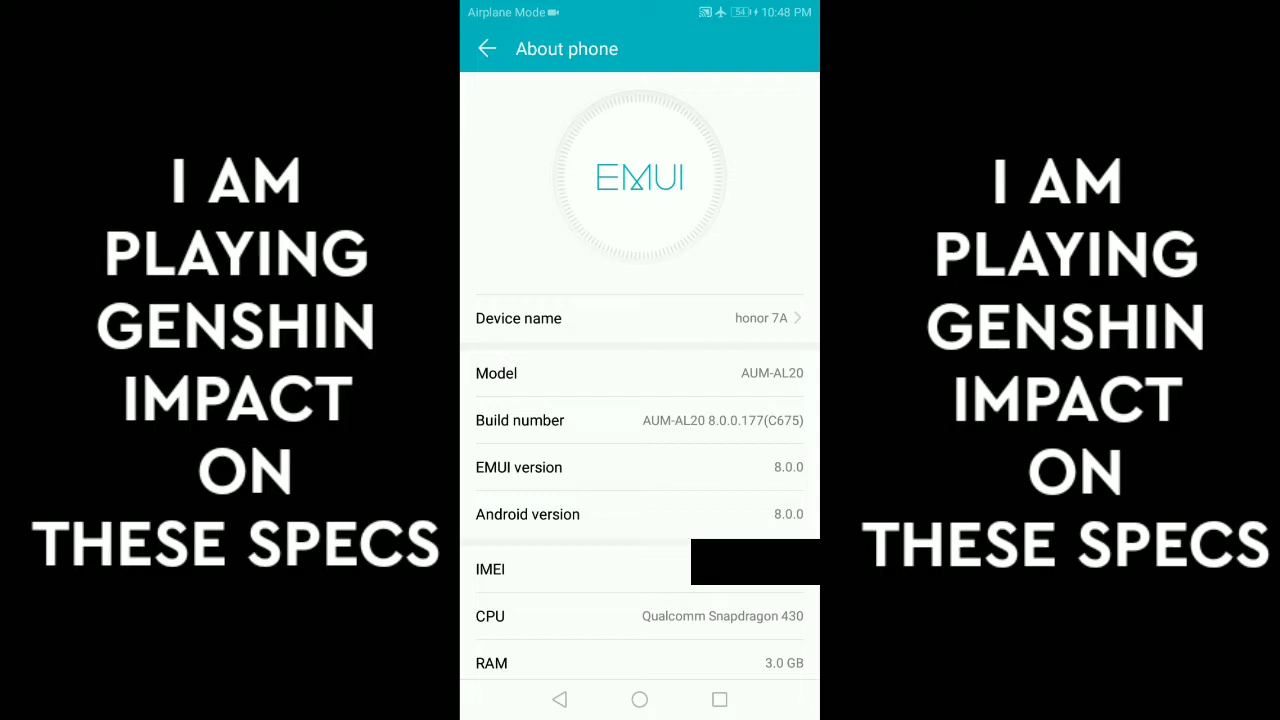 Airplane Mode
54
10:48 PM
About phone
EMUI
Device name
honor 7A
Model
AUM-AL20
Build number
AUM-AL20 8.0.0.177(C675)
EMUI version
8.0.0
Android version
8.0.0
IMEI
CPU
Qualcomm Snapdragon 430
RAM
3.0 GB
I AM
PLAYING
GENSHIN
IMPACT
ON
THESE SPECS
I AM
PLAYING
GENSHIN
IMPACT
ON
THESE SPECS